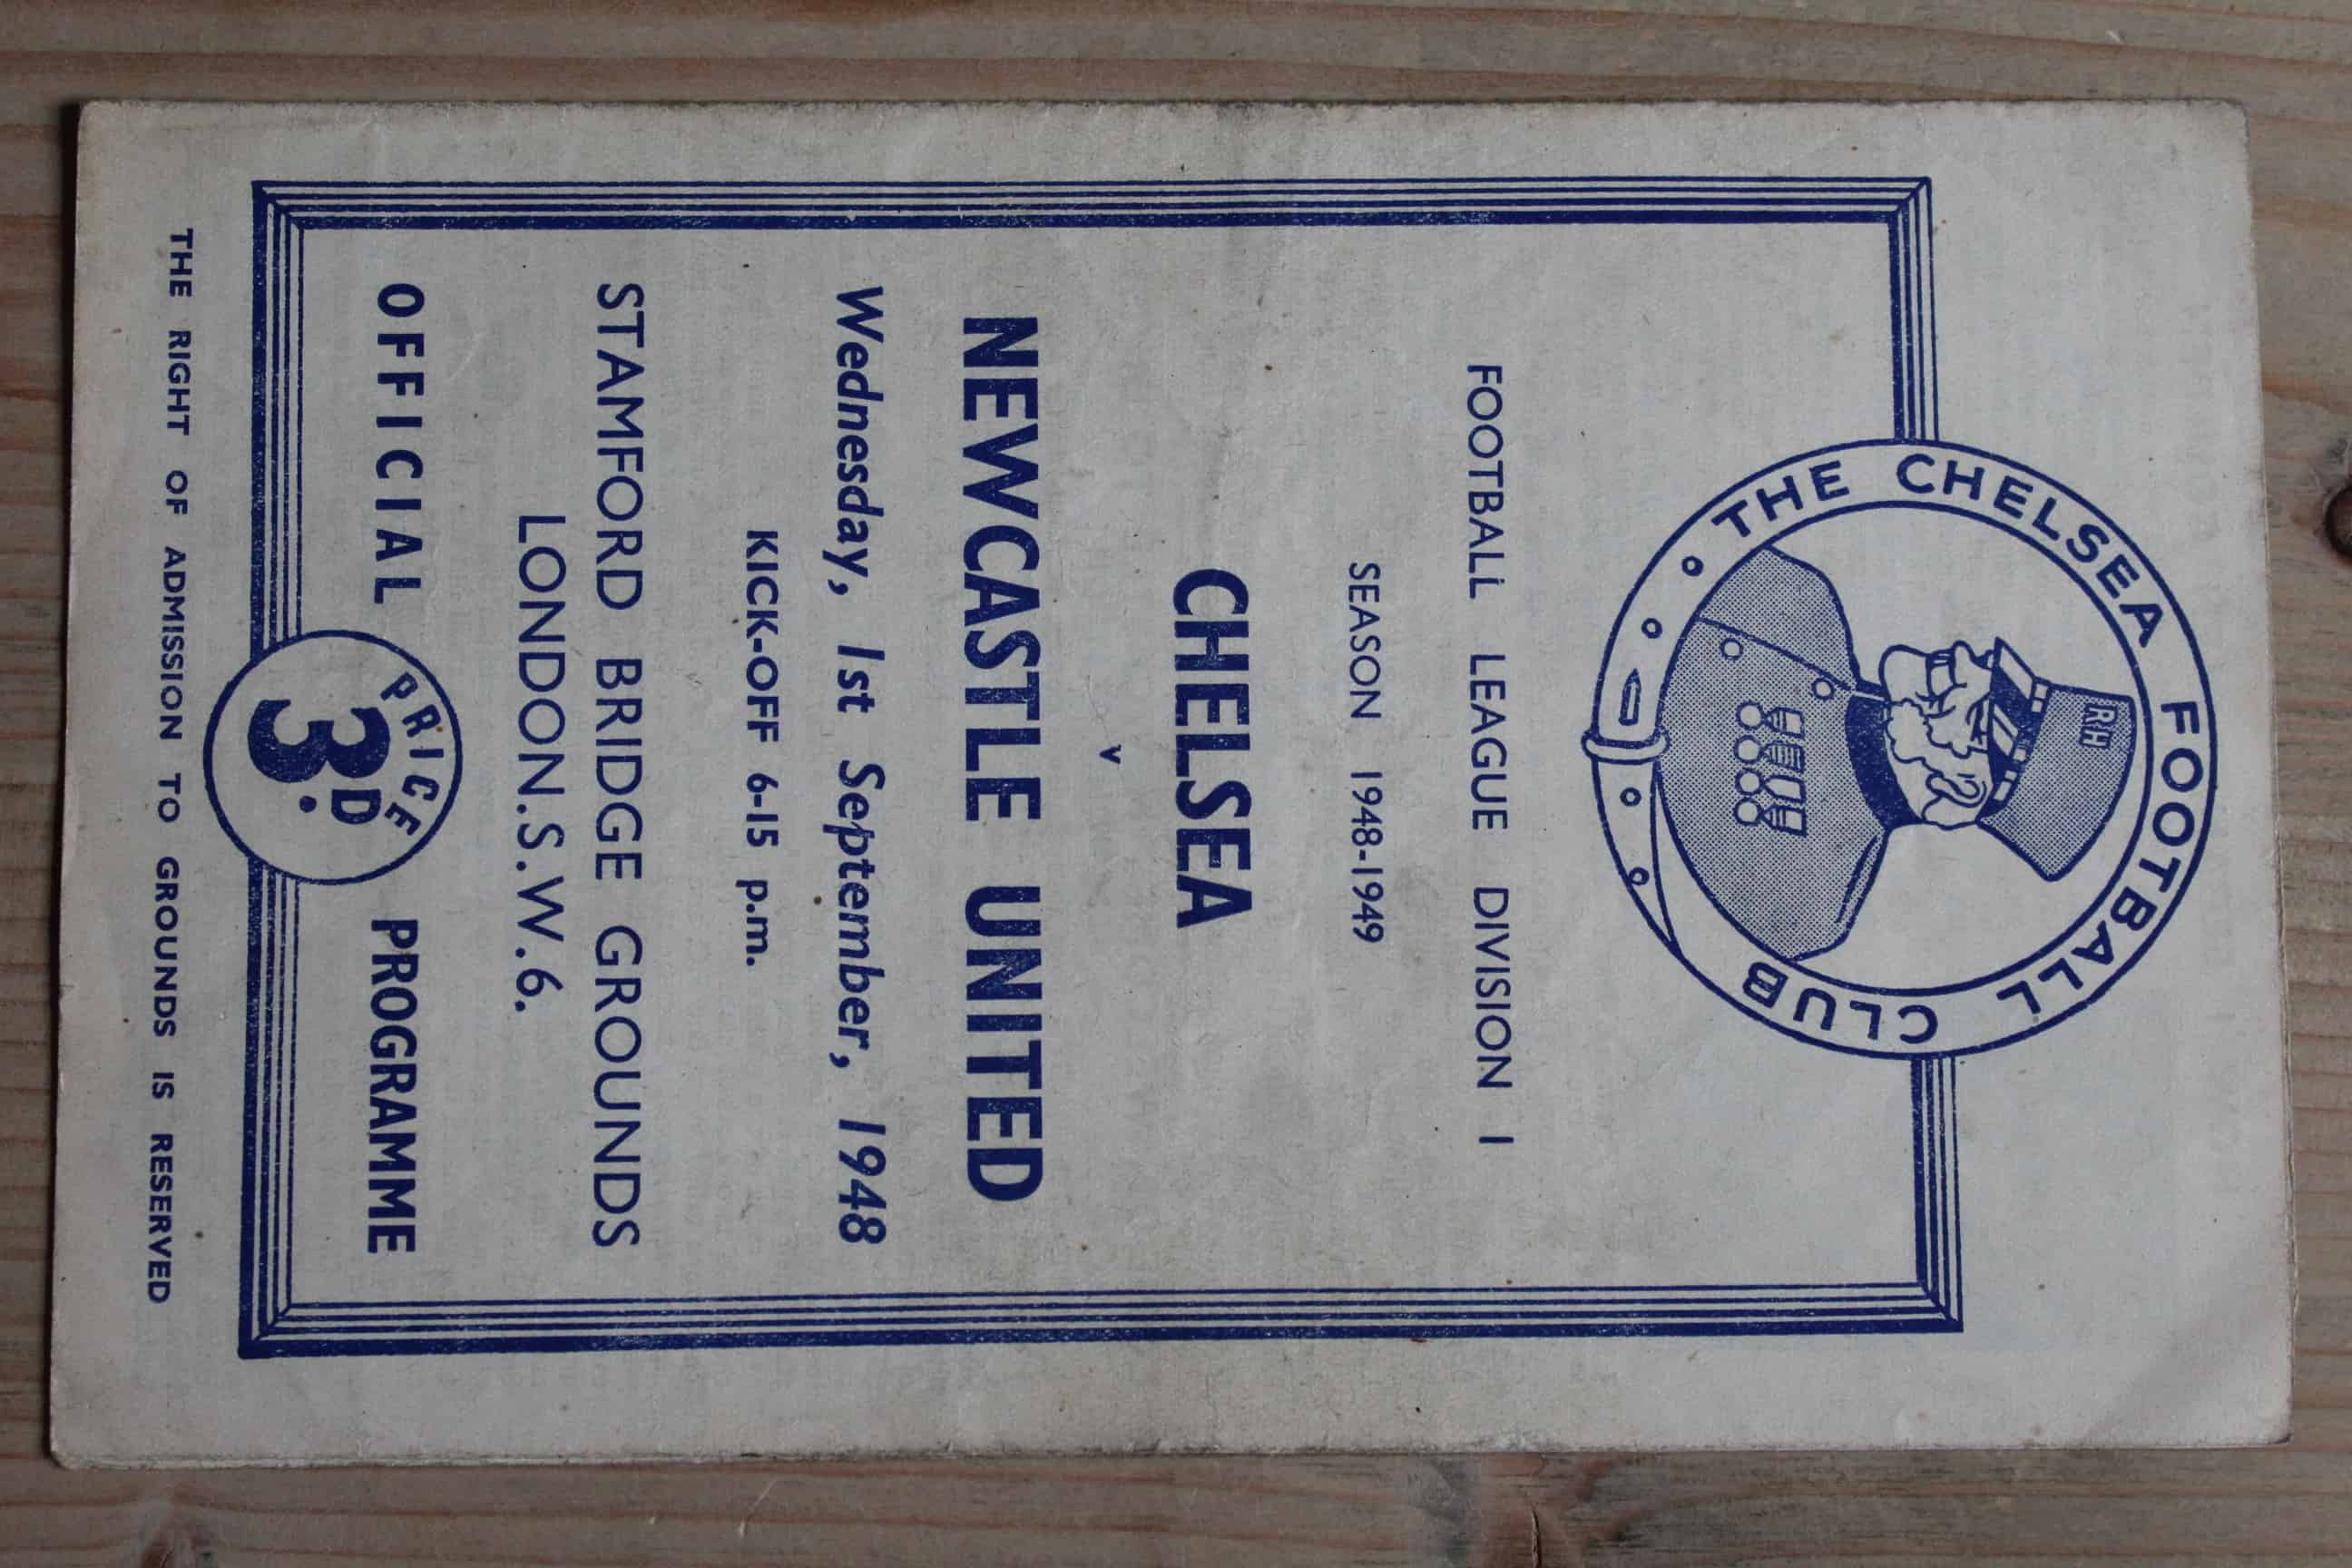 THE CHELSEA FOOTBALL CLUB
RH
FOOTBALL LEAGUE DIVISION 1
SEASON 1948-1949
CHELSEA
v
NEWCASTLE UNITED
Wednesday, 1st September, 1948
KICK-OFF 6-15 p.m.
STAMFORD BRIDGE GROUNDS
LONDON.S.W.6.
OFFICIAL PROGRAMME
PRICE
3D.
THE RIGHT OF ADMISSION TO GROUNDS IS RESERVED